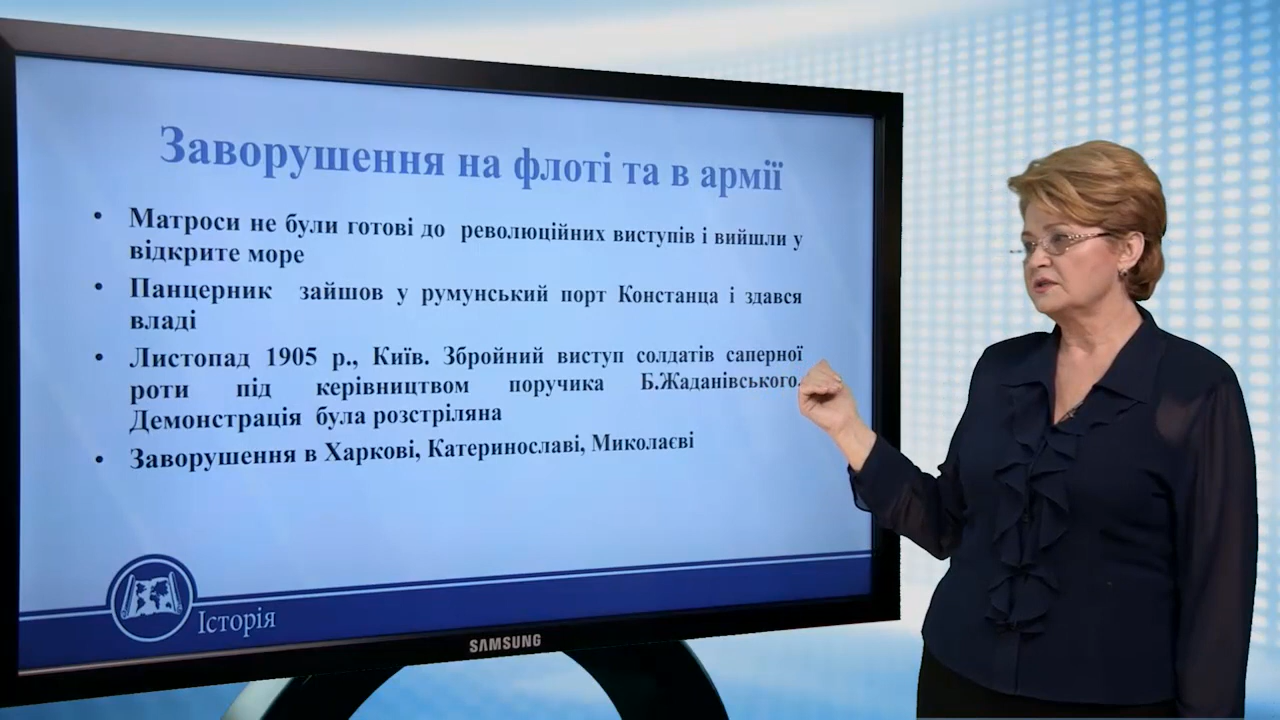 Заворушення на флоті та в армії
• Матроси не були готові до революційних виступів і вийшли у
відкрите море
• Панцерник зайшов у румунський порт Констанца і здався
владі
• Листопад 1905 р., Київ. Збройний виступ солдатів саперної
роти під керівництвом поручика Б.Жаданівського.
Демонстрація була розстріляна
• Заворушення в Харкові, Катеринославі, Миколаєві
Історія
SAMSUNG